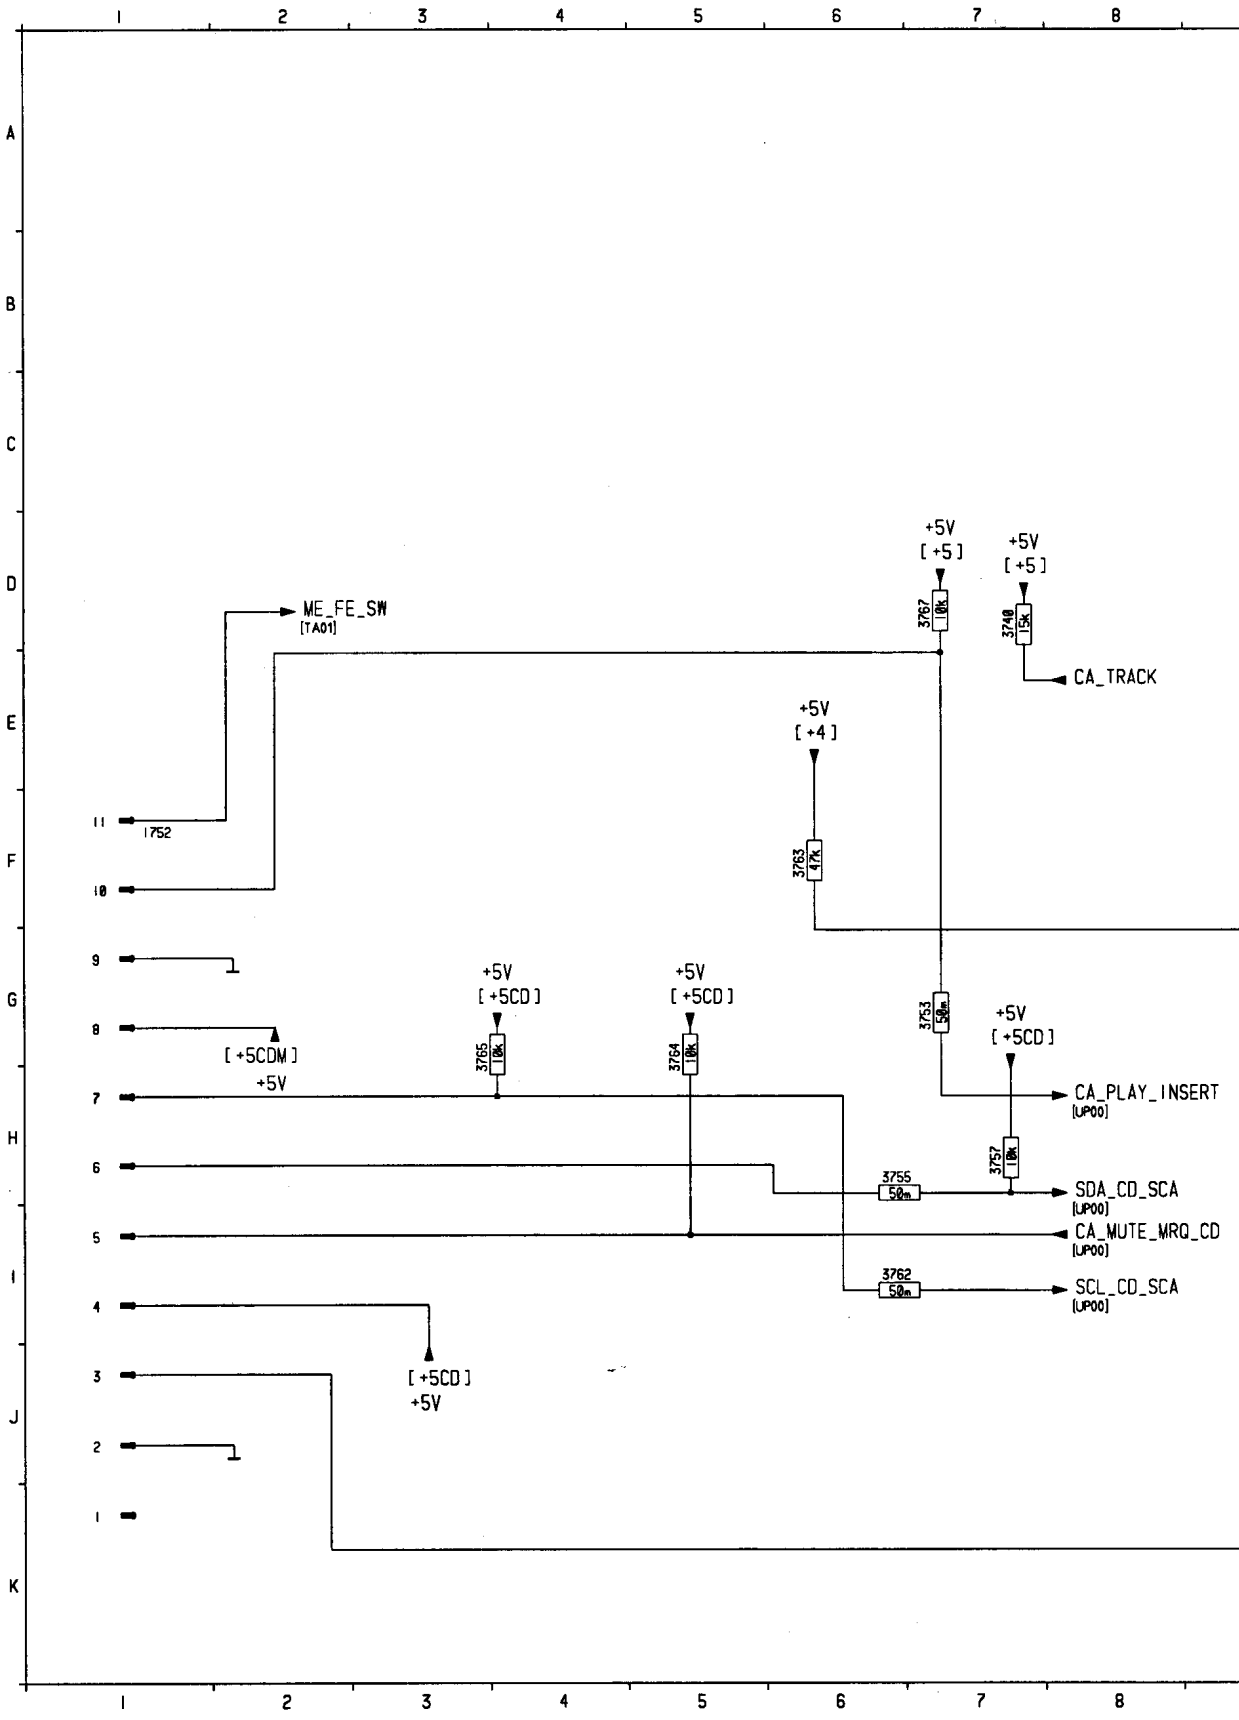 1 2 3 4 5 6 7 8
A
B
C
D
E
F
G
H
I
J
K
+5V
[+5]
3767
10k
+5V
[+5]
3740
15k
CA_TRACK
ME_FE_SW
[TA01]
+5V
[+4]
3763
47k
11
1752
10
9
8
[+5CDM]
+5V
+5V
[+5CD]
3765
10k
+5V
[+5CD]
3764
10k
3753
50m
+5V
[+5CD]
7
CA_PLAY_INSERT
[UP00]
6
3757
10k
3755
50m
SDA_CD_SCA
[UP00]
5
CA_MUTE_MRQ_CD
[UP00]
3762
50m
SCL_CD_SCA
[UP00]
4
[+5CD]
+5V
3
2
1
1 2 3 4 5 6 7 8